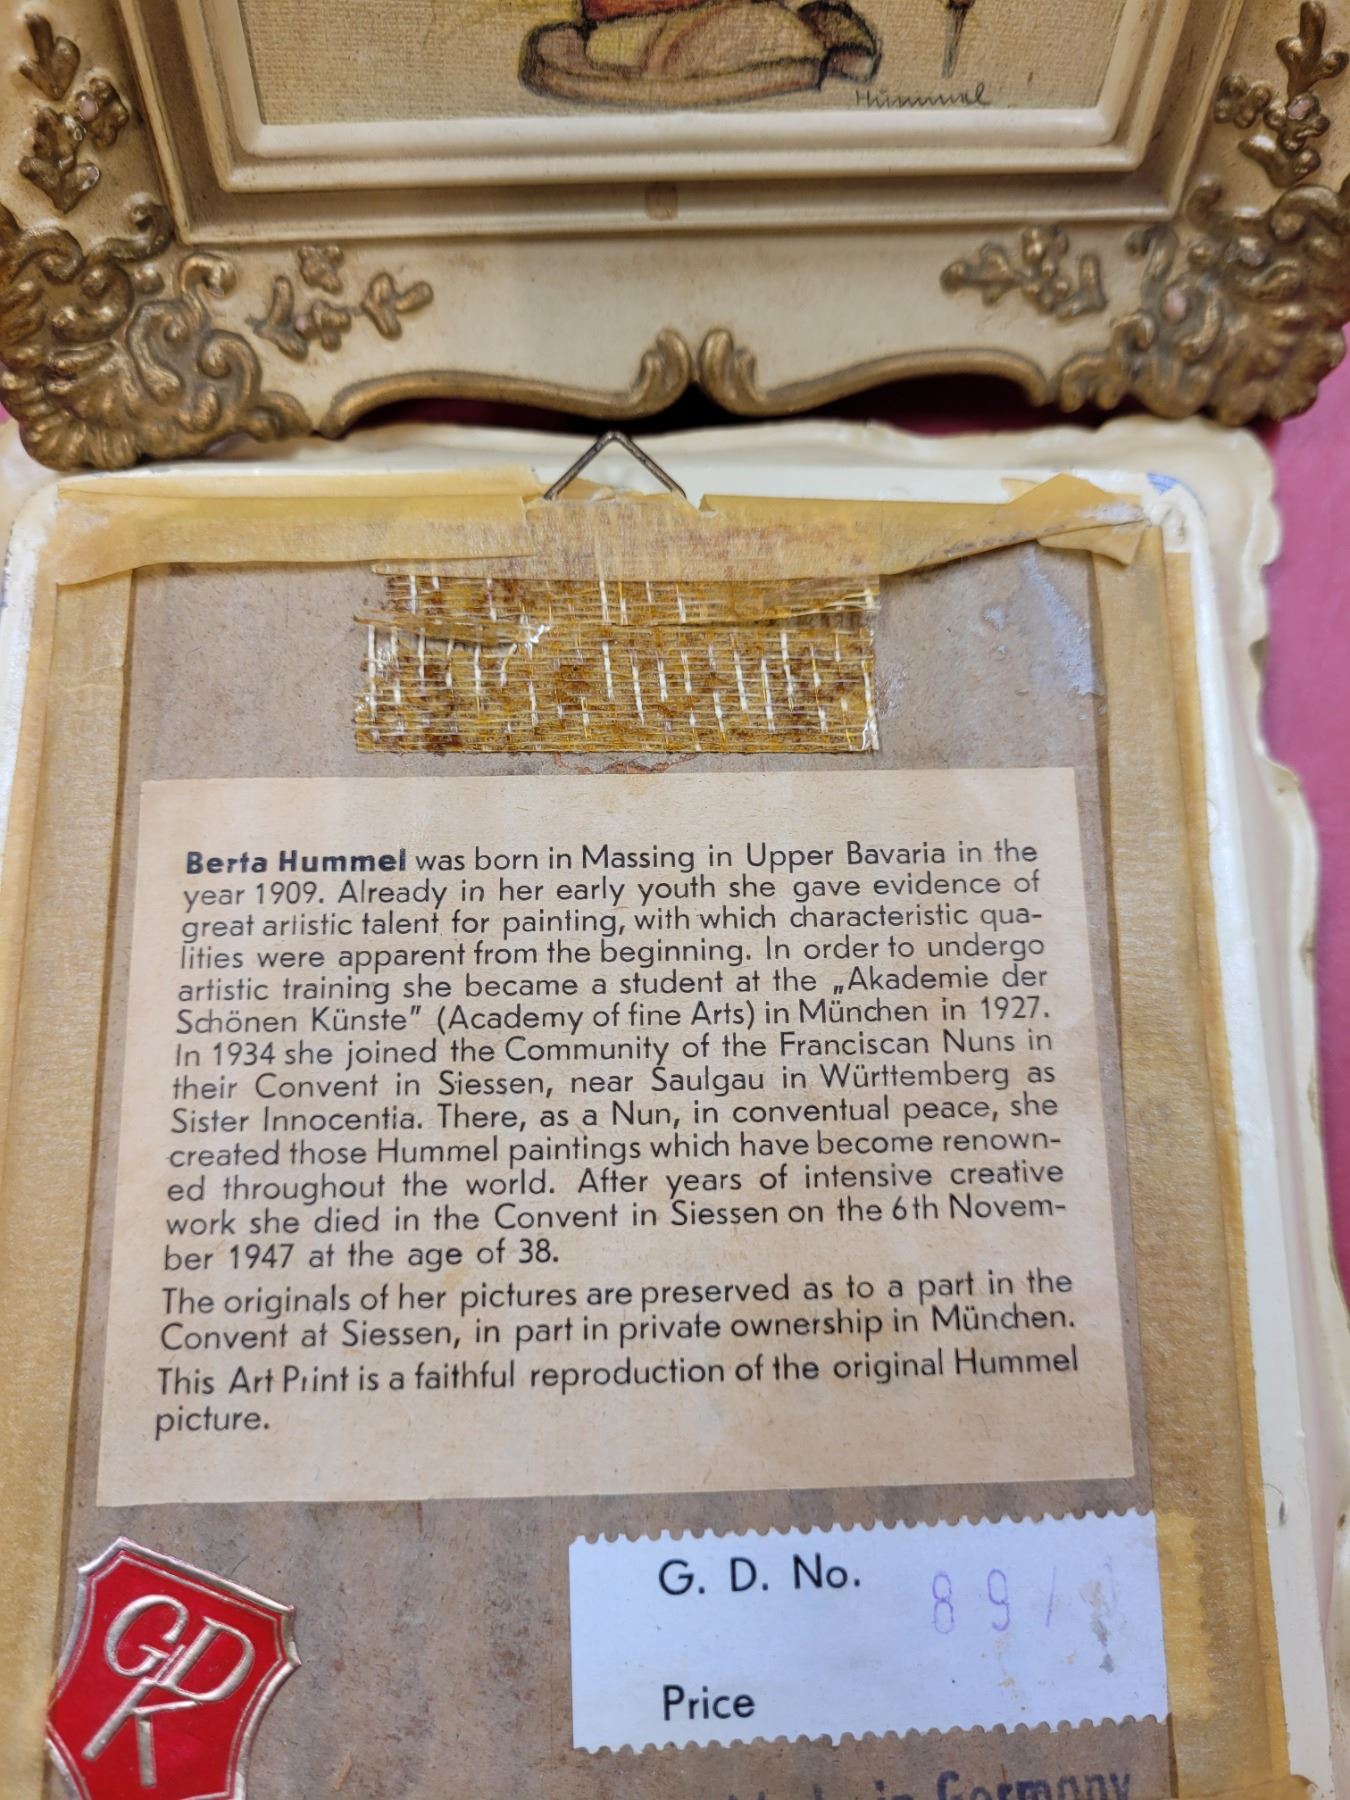 Hummel
Berta Hummel was born in Massing in Upper Bavaria in the
year 1909. Already in her early youth she gave evidence of
great artistic talent for painting, with which characteristic qua-
lities were apparent from the beginning. In order to undergo
artistic training she became a student at the „Akademie der
Schönen Künste" (Academy of fine Arts) in München in 1927.
In 1934 she joined the Community of the Franciscan Nuns in
their Convent in Siessen, near Saulgau in Württemberg as
Sister Innocentia. There, as a Nun, in conventual peace, she
created those Hummel paintings which have become renown-
ed throughout the world. After years of intensive creative
work she died in the Convent in Siessen on the 6th Novem-
ber 1947 at the age of 38.
The originals of her pictures are preserved as to a part in the
Convent at Siessen, in part in private ownership in München.
This Art Print is a faithful reproduction of the original Hummel
picture.
G. D. No. 89/
Price
GDK
in Germany